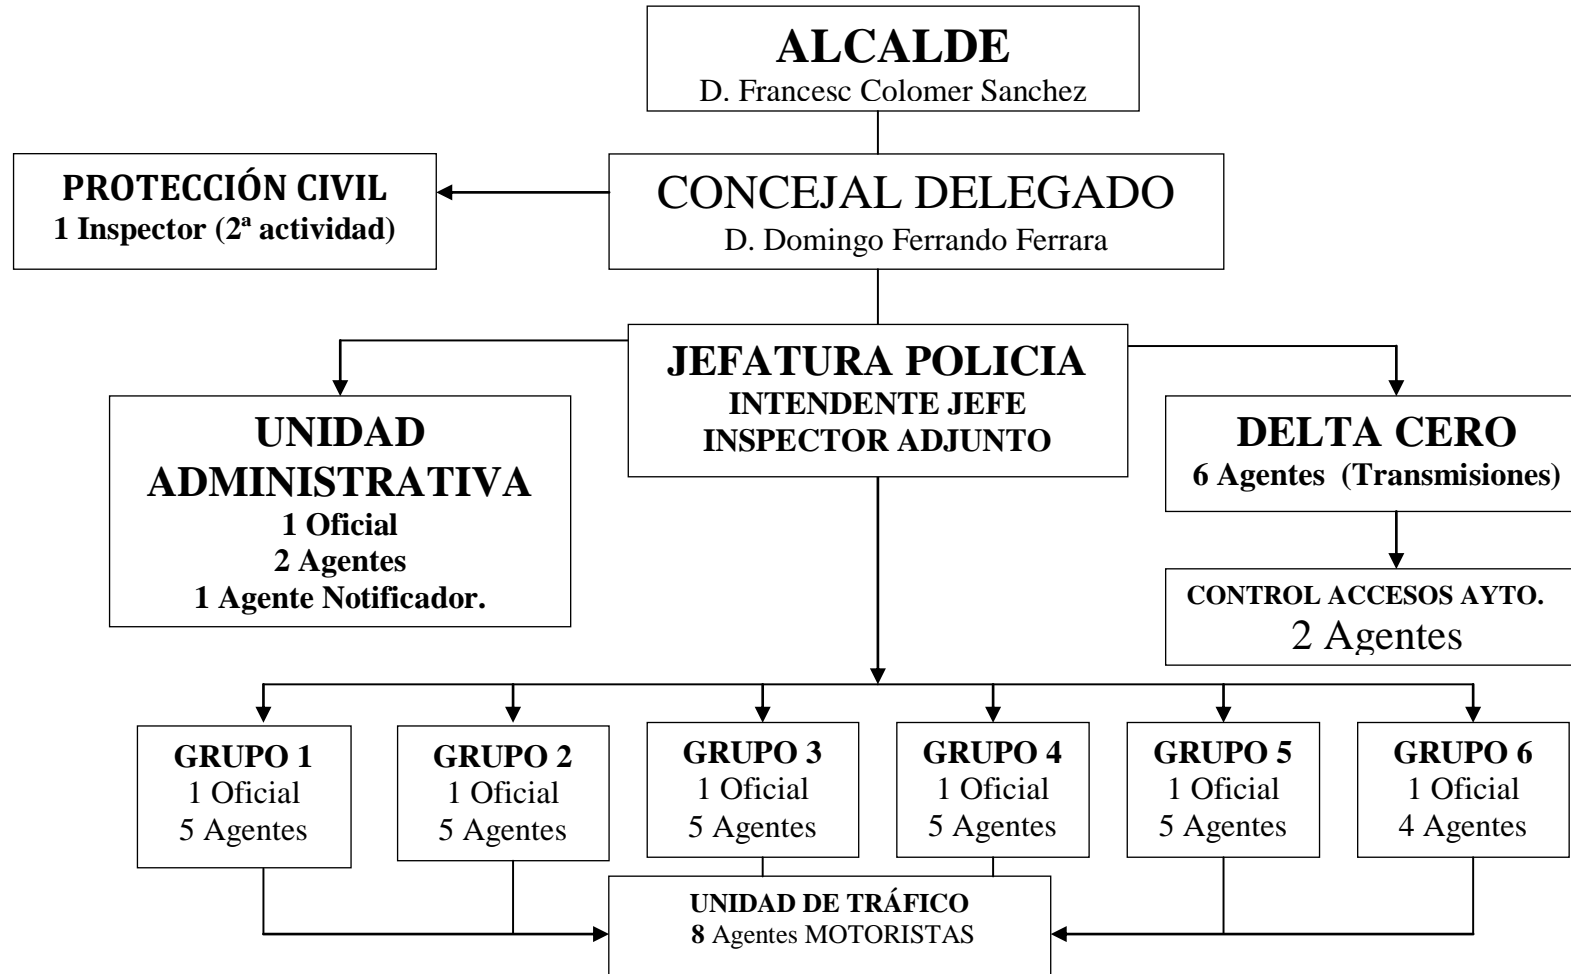 ALCALDE
D. Francesc Colomer Sanchez
PROTECCIÓN CIVIL
1 Inspector (2ª actividad)
CONCEJAL DELEGADO
D. Domingo Ferrando Ferrara
JEFATURA POLICIA
INTENDENTE JEFE
INSPECTOR ADJUNTO
UNIDAD
ADMINISTRATIVA
1 Oficial
2 Agentes
1 Agente Notificador.
DELTA CERO
6 Agentes (Transmisiones)
CONTROL ACCESOS AYTO.
2 Agentes
GRUPO 1
1 Oficial
5 Agentes
GRUPO 2
1 Oficial
5 Agentes
GRUPO 3
1 Oficial
5 Agentes
GRUPO 4
1 Oficial
5 Agentes
GRUPO 5
1 Oficial
5 Agentes
GRUPO 6
1 Oficial
4 Agentes
UNIDAD DE TRÁFICO
8 Agentes MOTORISTAS